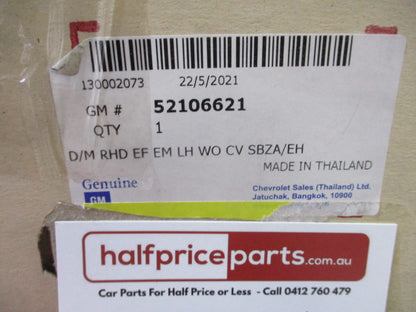 130002073 22/5/2021
GM # 52106621
QTY 1
D/M RHD EF EM LH WO CV SBZA/EH
MADE IN THAILAND
Genuine
GM
Chevrolet Sales (Thailand) Ltd.
Jatuchak, Bangkok, 10900
halfpriceparts.com.au
Car Parts For Half Price or Less - Call 0412 760 479